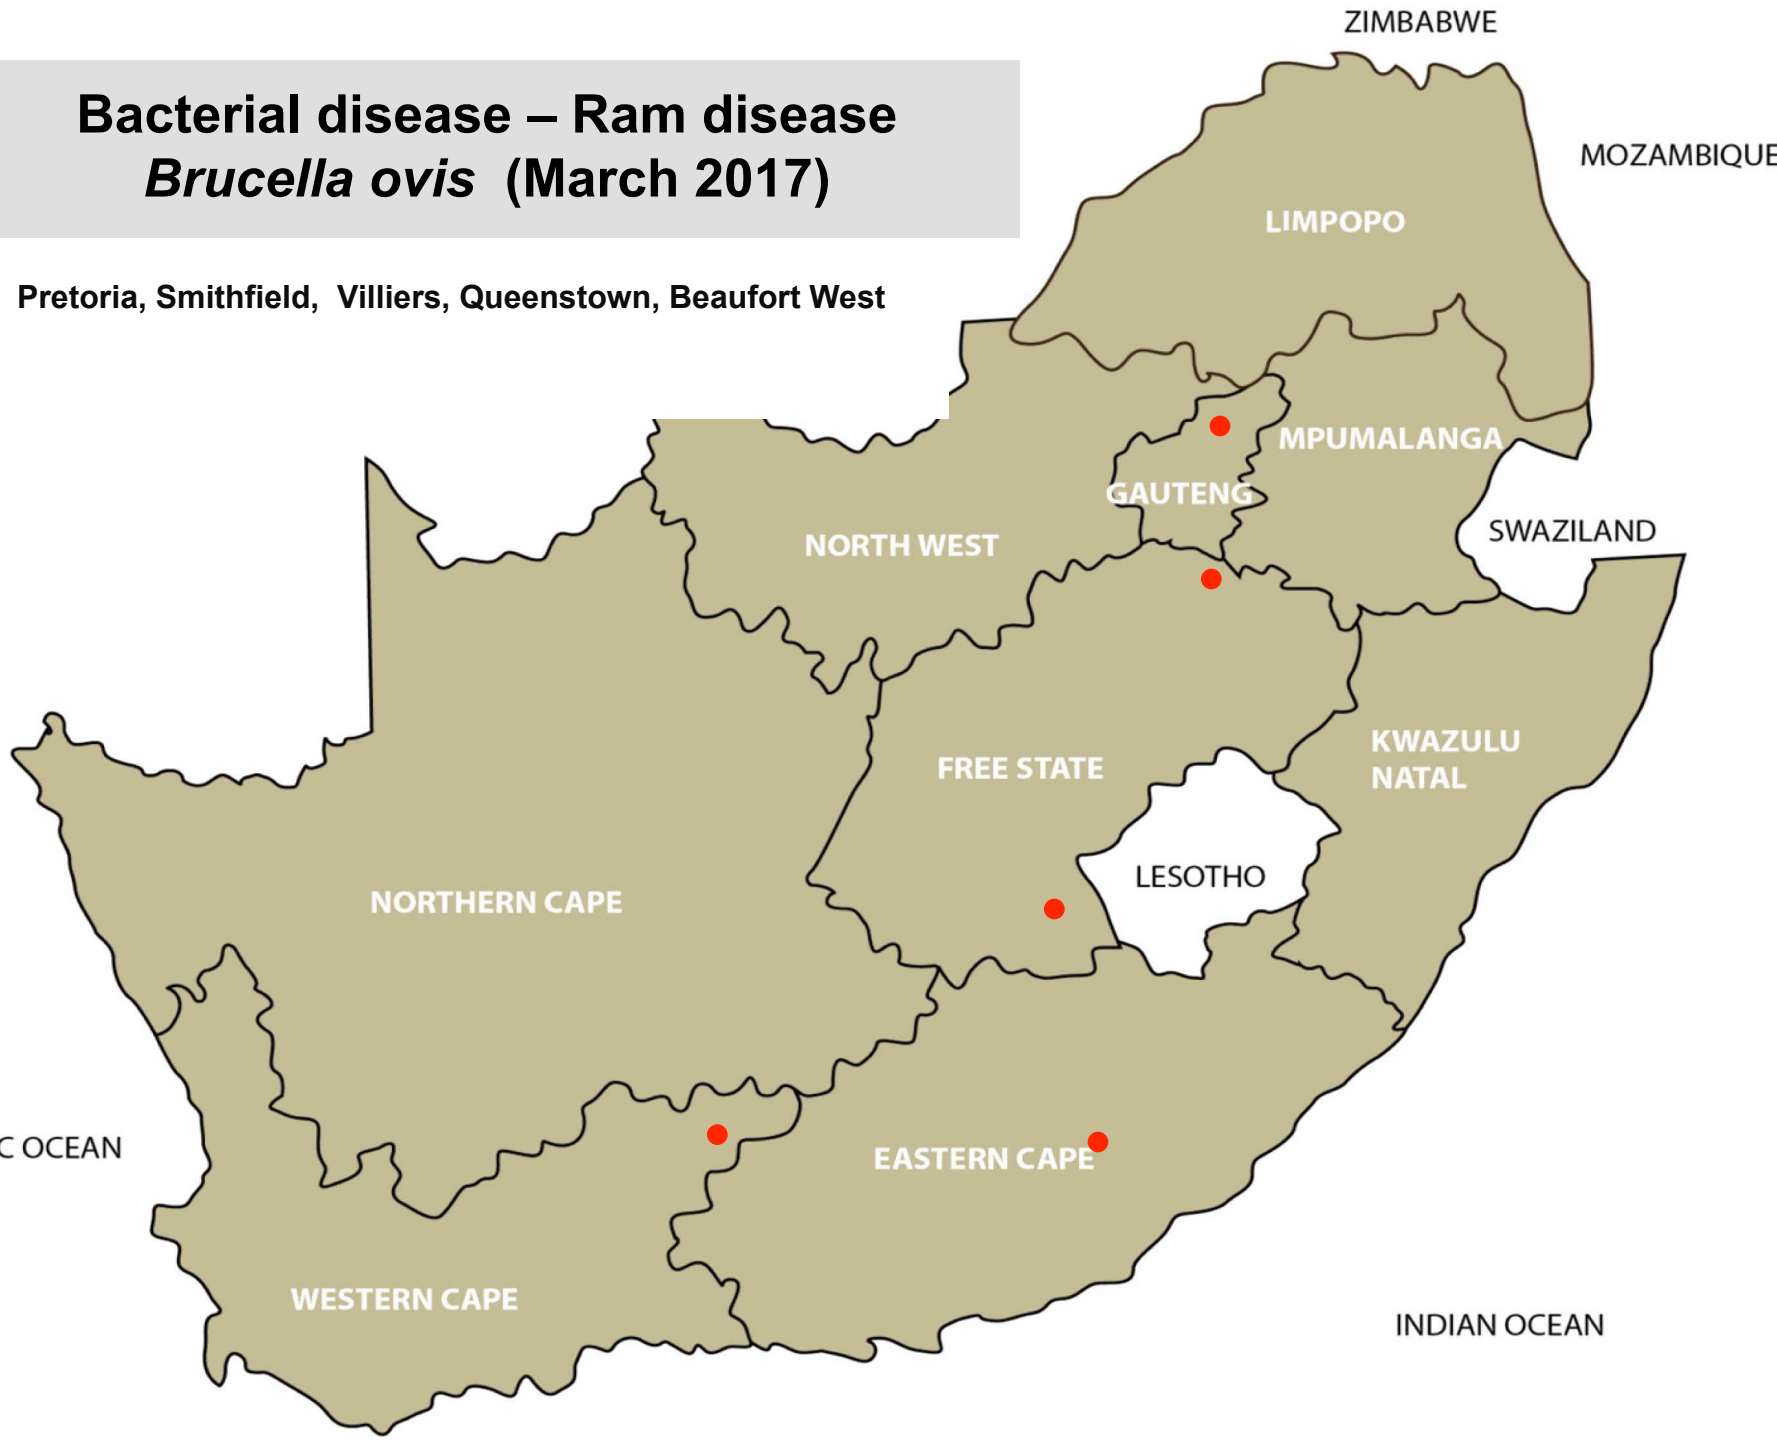 ZIMBABWE
Bacterial disease – Ram disease
Brucella ovis (March 2017)
MOZAMBIQUE
LIMPOPO
Pretoria, Smithfield, Villiers, Queenstown, Beaufort West
MPUMALANGA
GAUTENG
SWAZILAND
NORTH WEST
KWAZULU
NATAL
FREE STATE
LESOTHO
NORTHERN CAPE
C OCEAN
EASTERN CAPE
WESTERN CAPE
INDIAN OCEAN